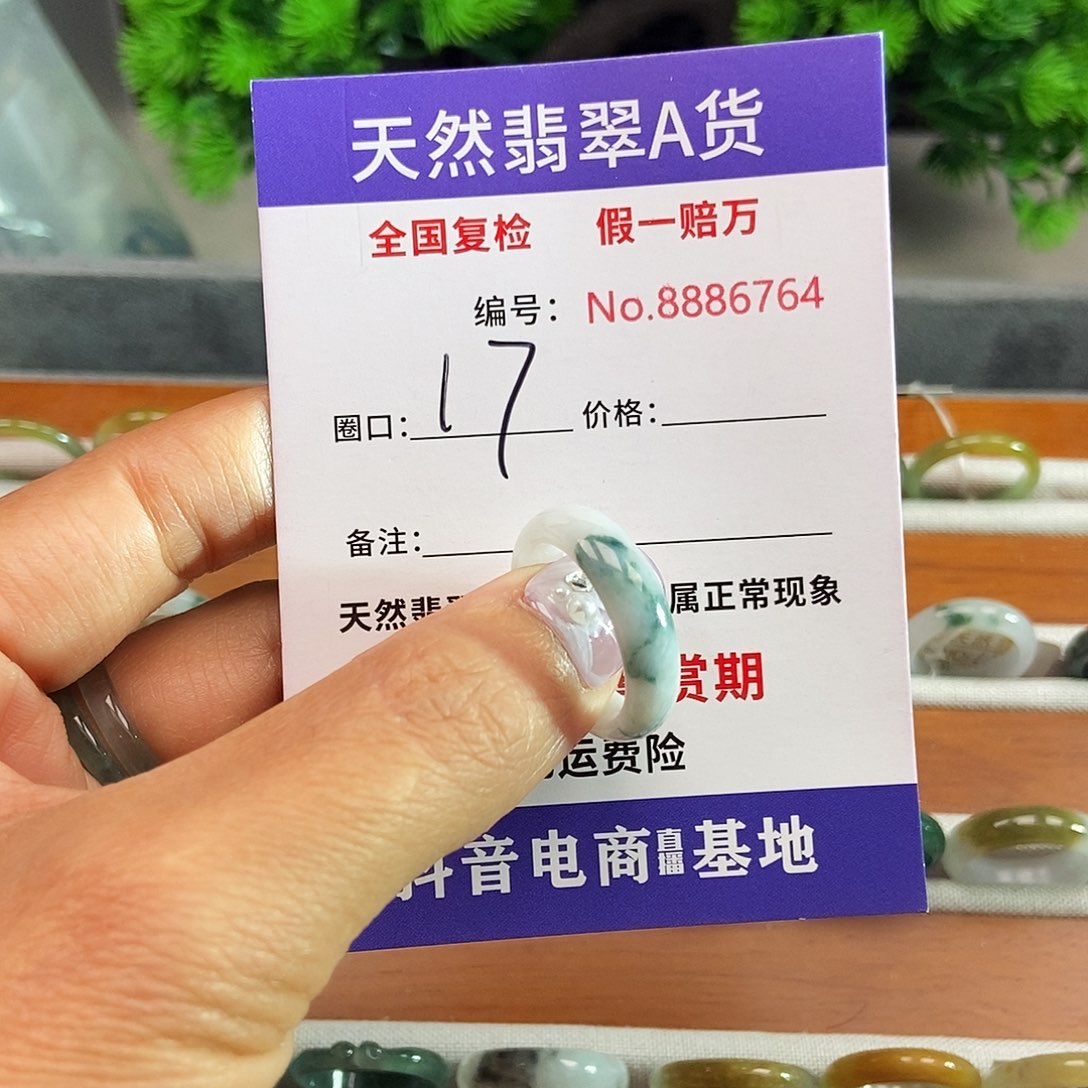 天然翡翠A货
全国复检 假一赔万
编号： No.8886764
圈口：17 价格：
备注：
天然翡 属正常现象
赏期
运费险
抖音电商直播基地